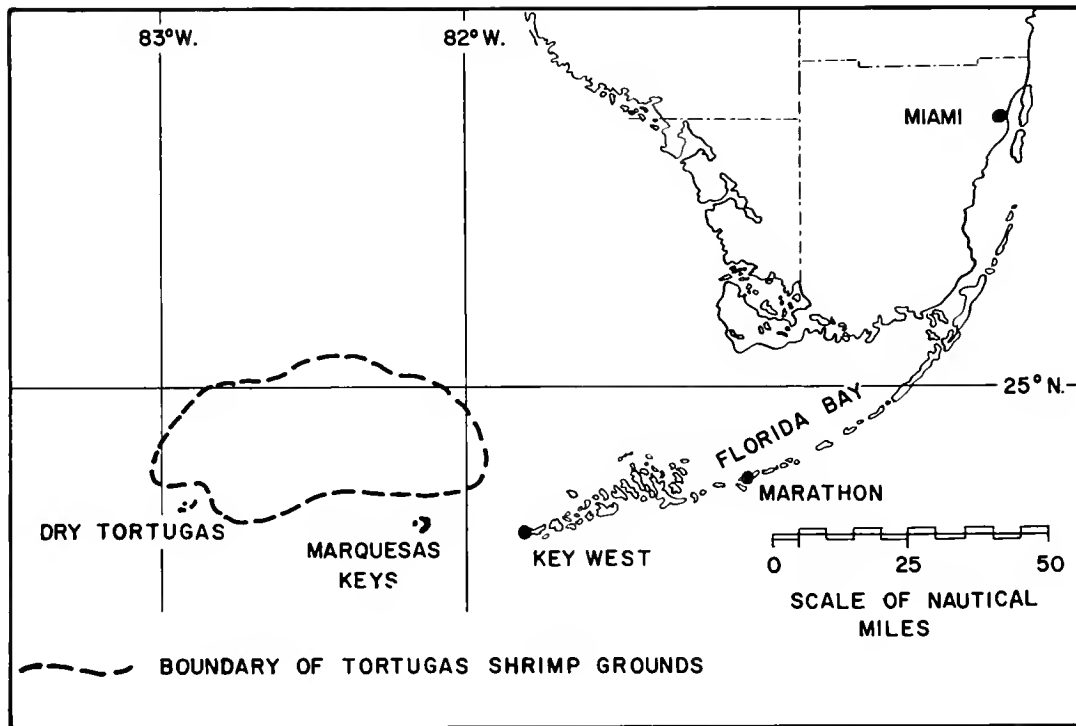 83°W.
82°W.
MIAMI
25°N.
FLORIDA BAY
MARATHON
DRY TORTUGAS
MARQUESAS
KEYS
KEY WEST
0 25 50
SCALE OF NAUTICAL
MILES
BOUNDARY OF TORTUGAS SHRIMP GROUNDS